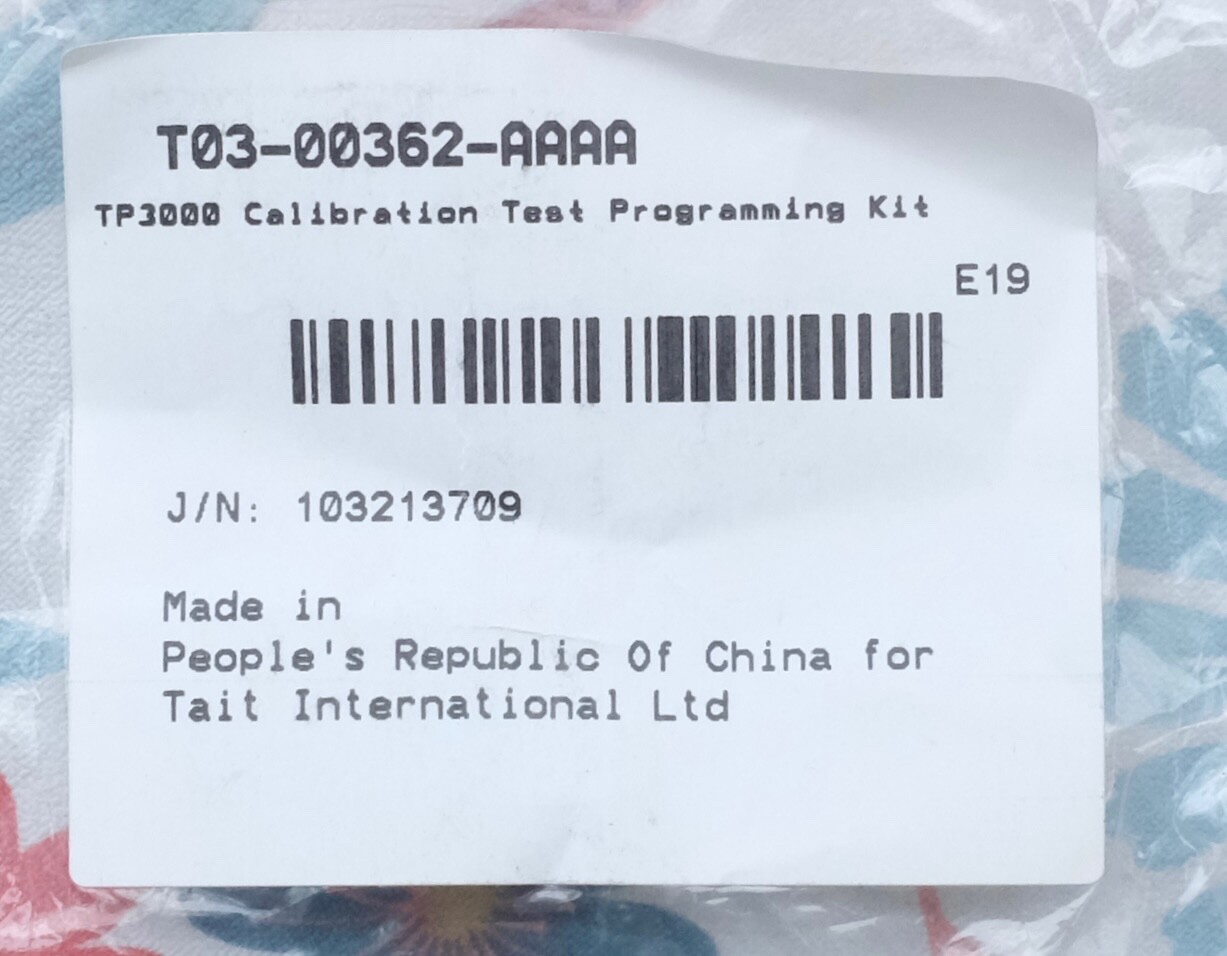 T03-00362-AAAA
TP3000 Calibration Test Programming Kit
E19
J/N: 103213709
Made in
People's Republic Of China for
Tait International Ltd